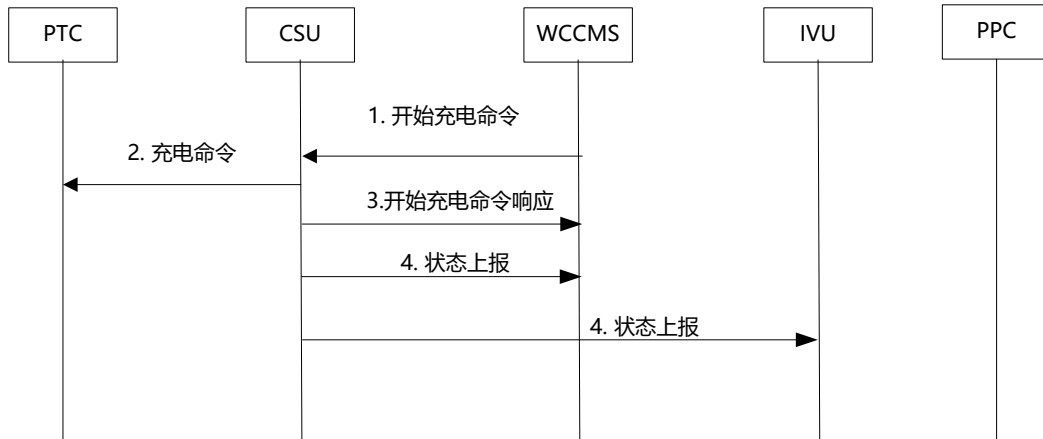 PTC
CSU
WCCMS
IVU
PPC
1. 开始充电命令
2. 充电命令
3.开始充电命令响应
4. 状态上报
4. 状态上报